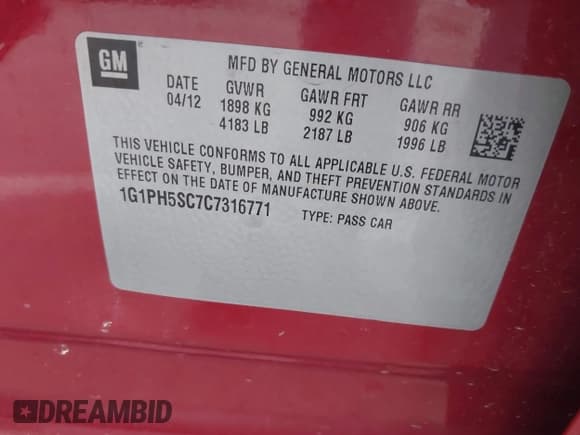 GM
MFD BY GENERAL MOTORS LLC
DATE GVWR GAWR FRT GAWR RR
04/12 1898 KG 992 KG 906 KG
4183 LB 2187 LB 1996 LB
THIS VEHICLE CONFORMS TO ALL APPLICABLE U.S. FEDERAL MOTOR
VEHICLE SAFETY, BUMPER, AND THEFT PREVENTION STANDARDS IN
EFFECT ON THE DATE OF MANUFACTURE SHOWN ABOVE.
1G1PH5SC7C7316771 TYPE: PASS CAR
DREAMBID